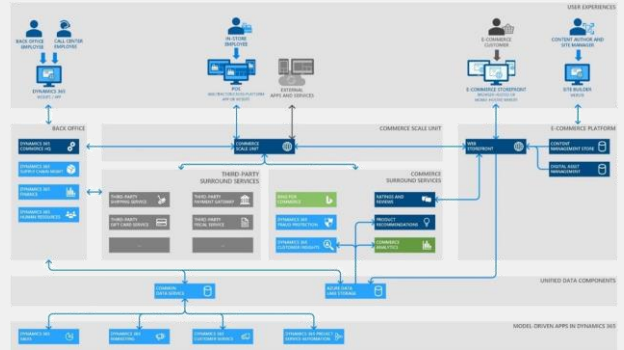 USER EXPERIENCES
BACK OFFICE
EMPLOYEE
CALL CENTER
EMPLOYEE
IN-STORE
EMPLOYEE
E-COMMERCE
CUSTOMER
CONTENT AUTHOR AND
SITE MANAGER
DYNAMICS 365
POS
EXTERNAL
APPS AND SERVICES
E-COMMERCE STOREFRONT
SITE BUILDER
BACK OFFICE
COMMERCE SCALE UNIT
E-COMMERCE PLATFORM
DYNAMICS 365
COMMERCE HQ
COMMERCE
SCALE UNIT
WEB
STOREFRONT
CONTENT
MANAGEMENT STORE
DYNAMICS 365
SUPPLY CHAIN MGMT
DIGITAL ASSET
MANAGEMENT
THIRD-PARTY
SURROUND SERVICES
COMMERCE
SURROUND SERVICES
DYNAMICS 365
FINANCE
THIRD-PARTY
SHIPPING SERVICE
THIRD-PARTY
PAYMENT GATEWAY
BING FOR
COMMERCE
RATINGS AND
REVIEWS
DYNAMICS 365
HUMAN RESOURCES
THIRD-PARTY
GIFT CARD SERVICE
THIRD-PARTY
FISCAL SERVICE
DYNAMICS 365
FRAUD PROTECTION
PRODUCT
RECOMMENDATIONS
DYNAMICS 365
CUSTOMER INSIGHTS
COMMERCE
ANALYTICS
UNIFIED DATA COMPONENTS
COMMON
DATA SERVICE
AZURE DATA
LAKE STORAGE
MODEL-DRIVEN APPS IN DYNAMICS 365
DYNAMICS 365
SALES
DYNAMICS 365
MARKETING
DYNAMICS 365
CUSTOMER SERVICE
DYNAMICS 365 PROJECT
SERVICE AUTOMATION